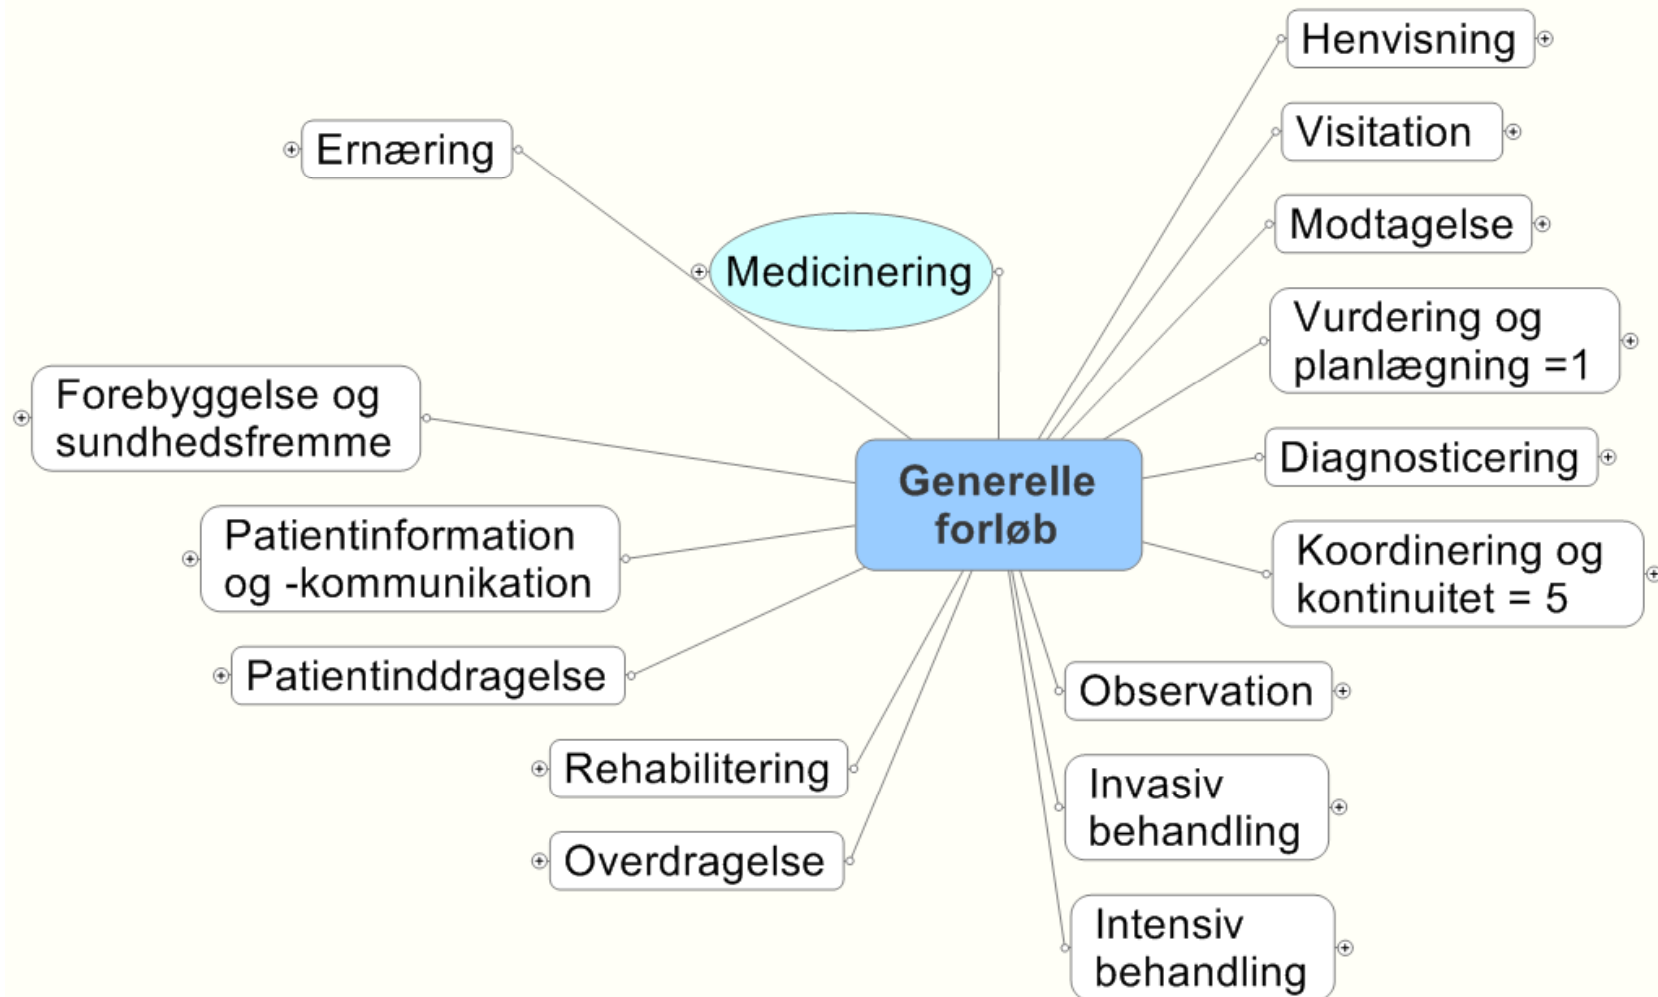 Henvisning
Visitation
Modtagelse
Vurdering og
planlægning =1
Diagnosticering
Koordinering og
kontinuitet = 5
Observation
Invasiv
behandling
Intensiv
behandling
Generelle
forløb
Medicinering
Ernæring
Forebyggelse og
sundhedsfremme
Patientinformation
og -kommunikation
Patientinddragelse
Rehabilitering
Overdragelse